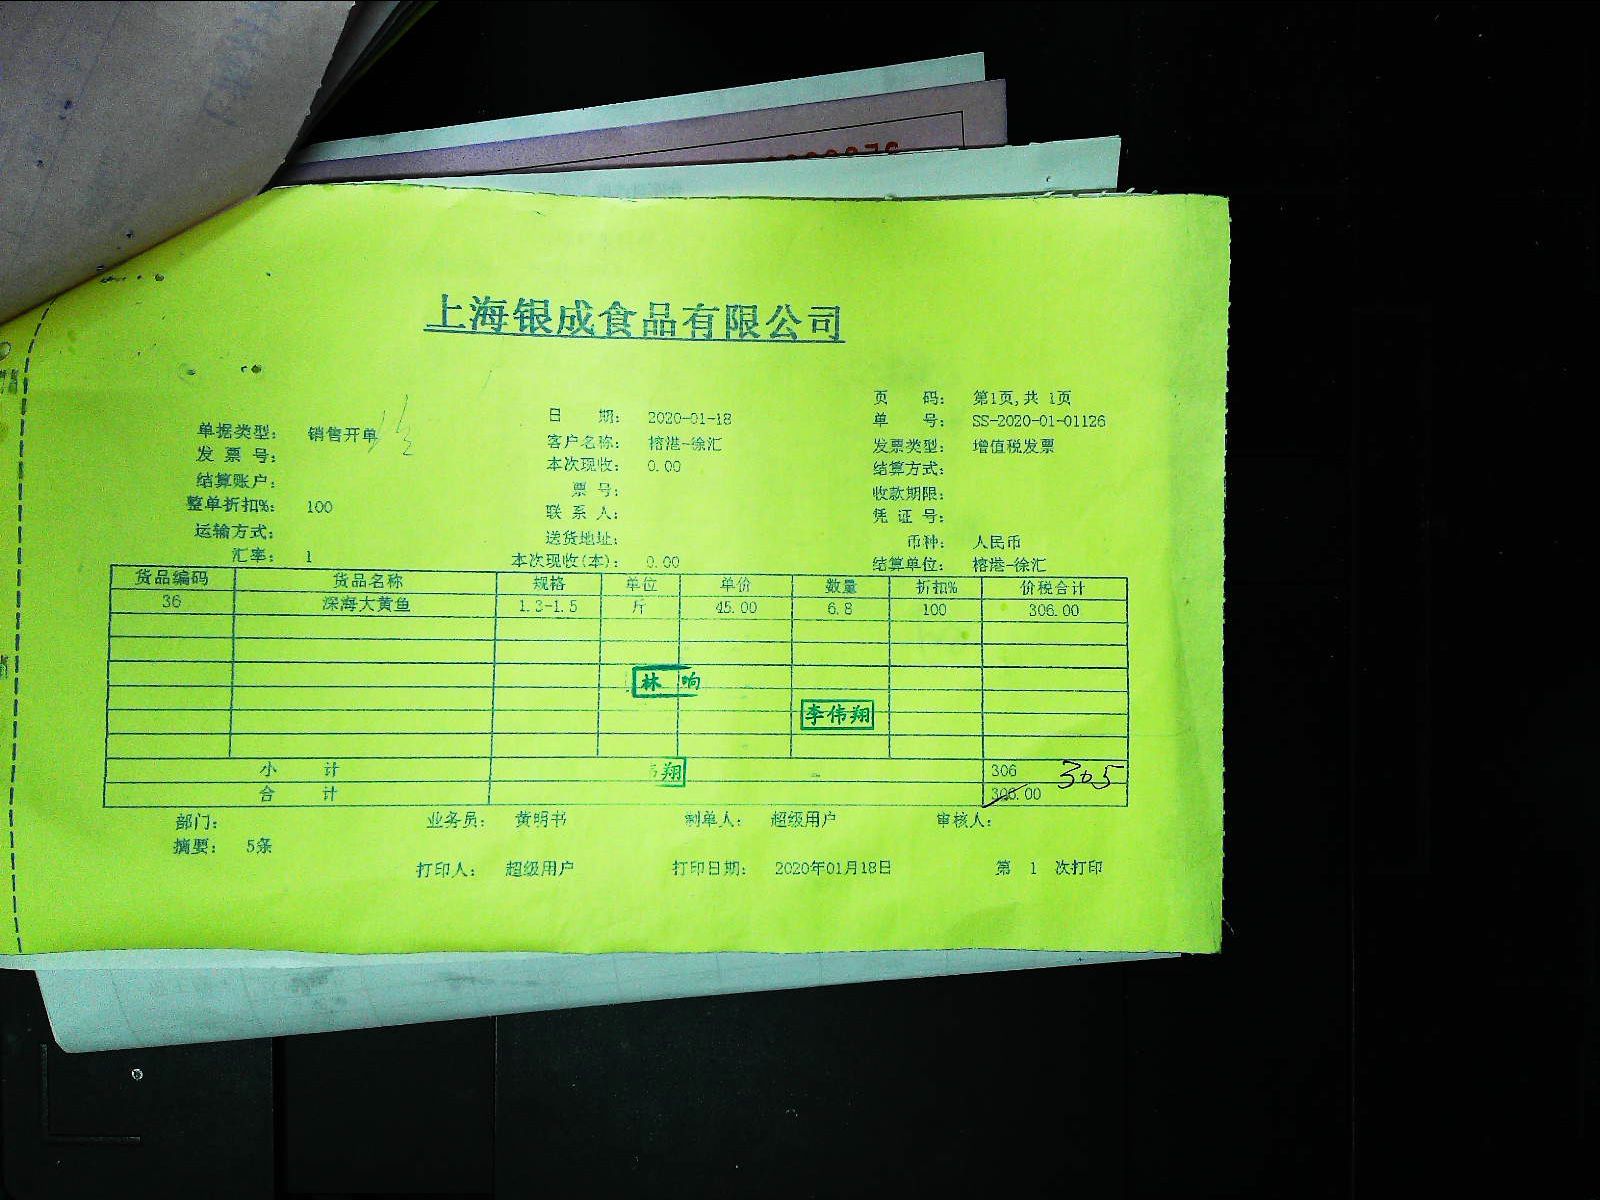 上海银成食品有限公司
页 码： 第1页,共 1页
日 期： 2020-01-18 单 号： SS-2020-01-01126
单据类型： 销售开单 客户名称： 榕港-徐汇 发票类型： 增值税发票
发 票 号： 本次现收： 0.00 结算方式：
结算账户： 票 号： 收款期限：
整单折扣%： 100 联 系 人： 凭 证 号：
运输方式： 送货地址： 币种： 人民币
汇率： 1 本次现收(本)： 0.00 结算单位： 榕港-徐汇
货品编码 货品名称 规格 单位 单价 数量 折扣% 价税合计
36 深海大黄鱼 1.3-1.5 斤 45.00 6.8 100 306.00
林 响
李伟翔
小 计 翔 306 305
合 计 306.00
部门： 业务员： 黄明书 制单人： 超级用户 审核人：
摘要： 5条
打印人： 超级用户 打印日期： 2020年01月18日 第 1 次打印